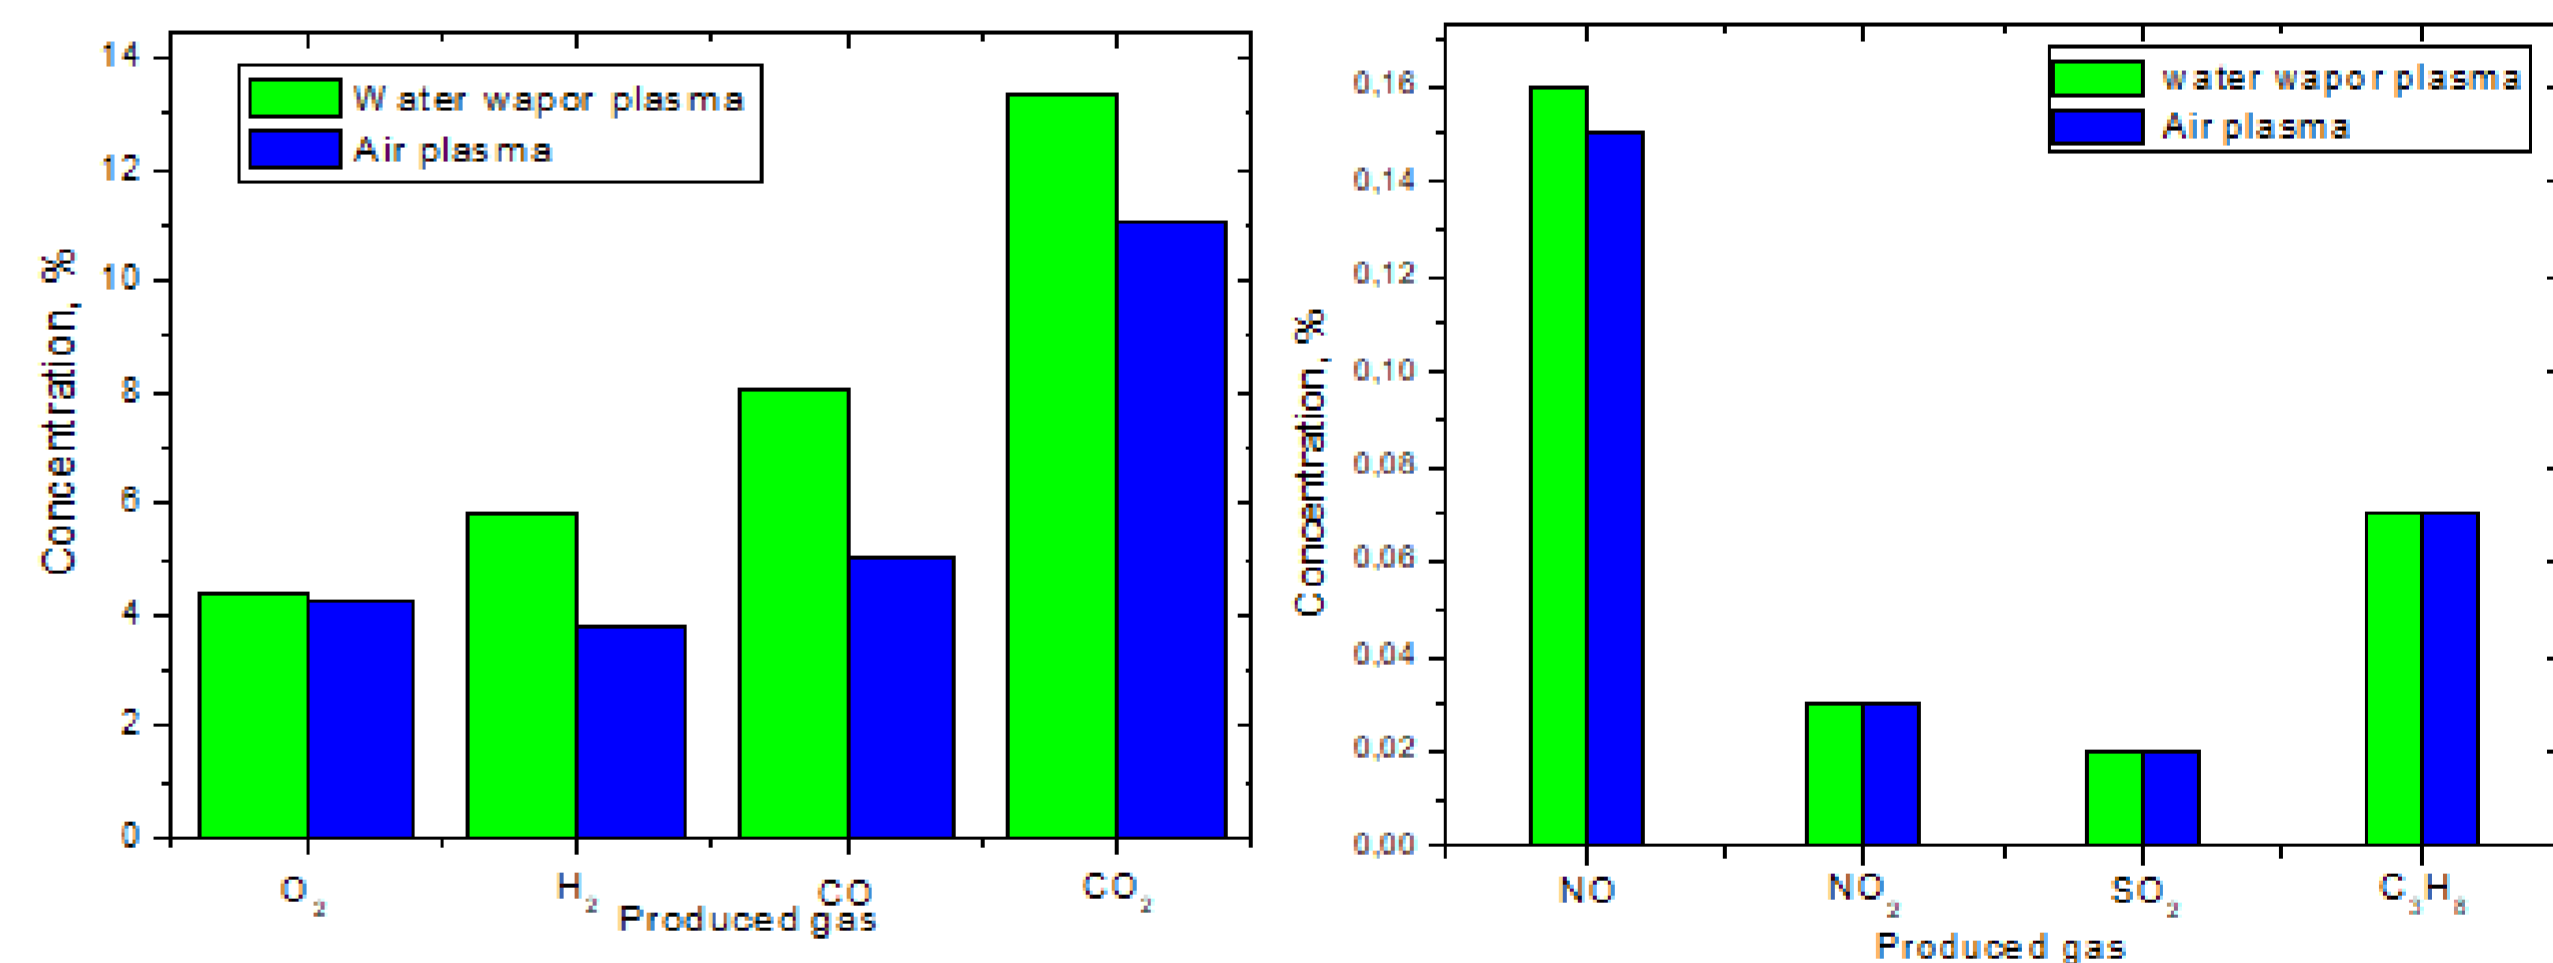 14
12
10
8
6
4
2
0
Concentration, %
Water wapor plasma
Air plasma
O₂
H₂
CO
CO₂
Produced gas
0,16
0,14
0,12
0,10
0,08
0,06
0,04
0,02
0,00
Concentration, %
water wapor plasma
Air plasma
NO
NO₂
SO₂
C₃H₈
Produced gas